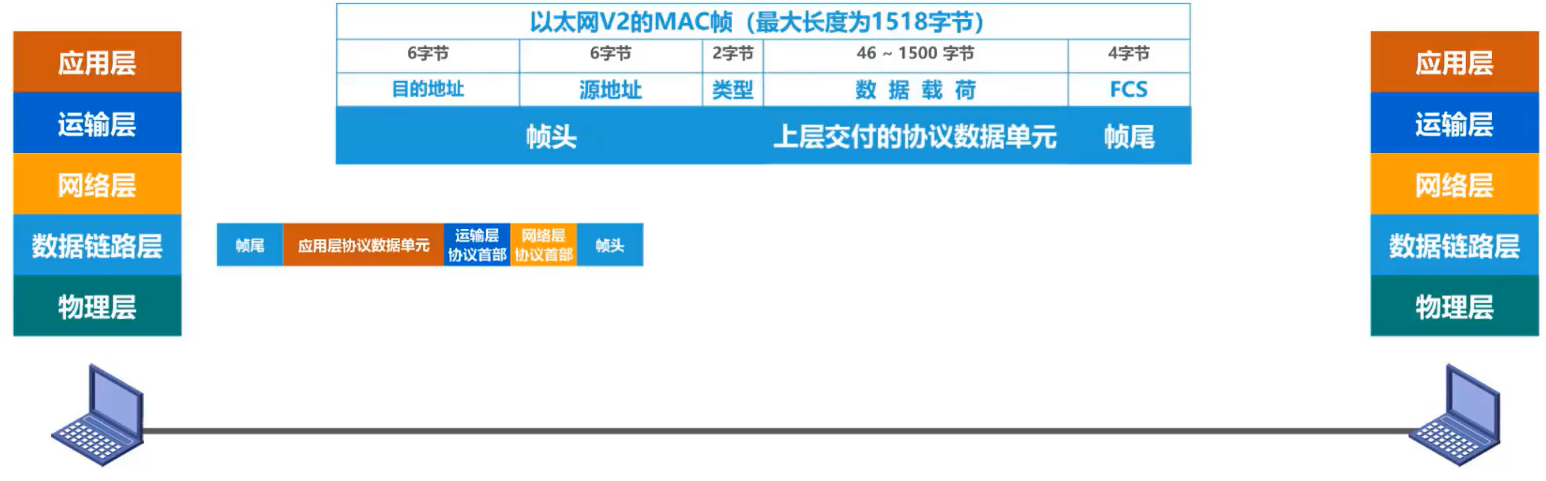 以太网V2的MAC帧（最大长度为1518字节）
6字节 6字节 2字节 46 ~ 1500 字节 4字节
目的地址 源地址 类型 数 据 载 荷 FCS
帧头 上层交付的协议数据单元 帧尾
应用层
运输层
网络层
数据链路层
物理层
帧尾 应用层协议数据单元 运输层 协议首部 网络层 协议首部 帧头
应用层
运输层
网络层
数据链路层
物理层